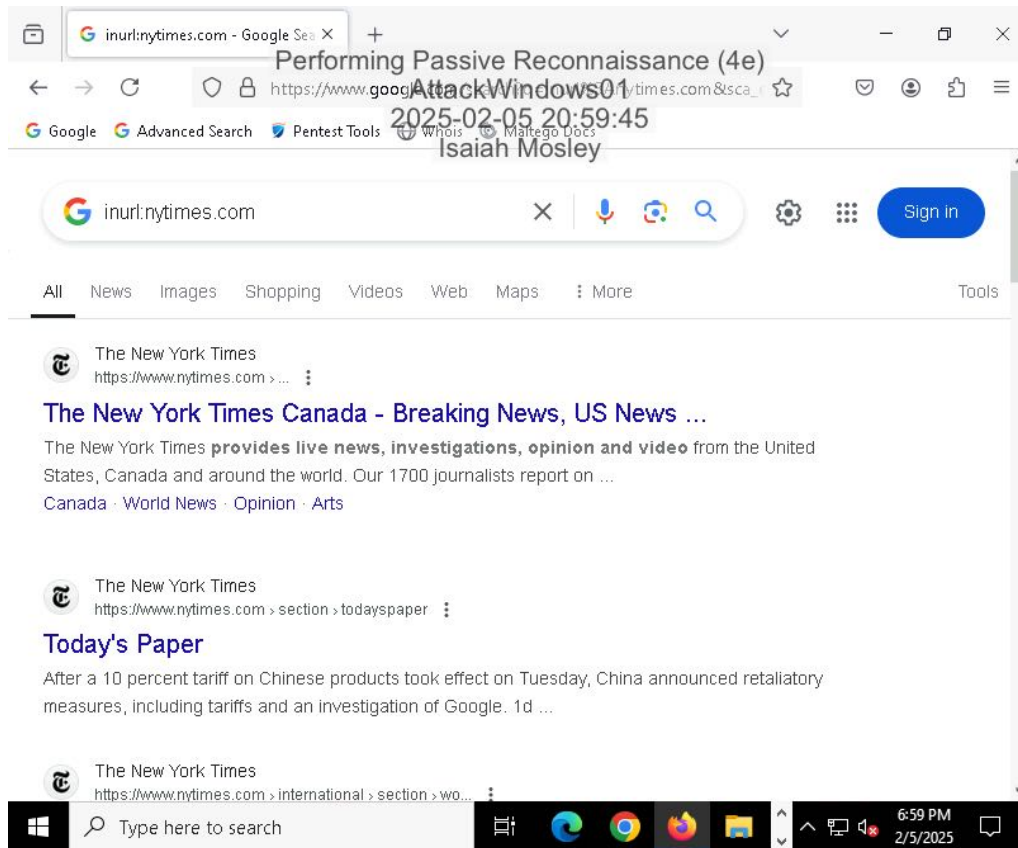 inurl:nytimes.com - Google Sea
Performing Passive Reconnaissance (4e)
AttackWindows01
2025-02-05 20:59:45
Isaiah Mosley
https://www.goog
ytimes.com&sca_
Google Advanced Search Pentest Tools Whois Maltego Docs
inurl:nytimes.com
Sign in
All News Images Shopping Videos Web Maps More Tools
The New York Times
https://www.nytimes.com › ...
The New York Times Canada - Breaking News, US News ...
The New York Times provides live news, investigations, opinion and video from the United
States, Canada and around the world. Our 1700 journalists report on ...
Canada · World News · Opinion · Arts
The New York Times
https://www.nytimes.com › section › todayspaper
Today's Paper
After a 10 percent tariff on Chinese products took effect on Tuesday, China announced retaliatory
measures, including tariffs and an investigation of Google. 1d ...
The New York Times
https://www.nytimes.com › international › section › wo...
Type here to search
6:59 PM
2/5/2025